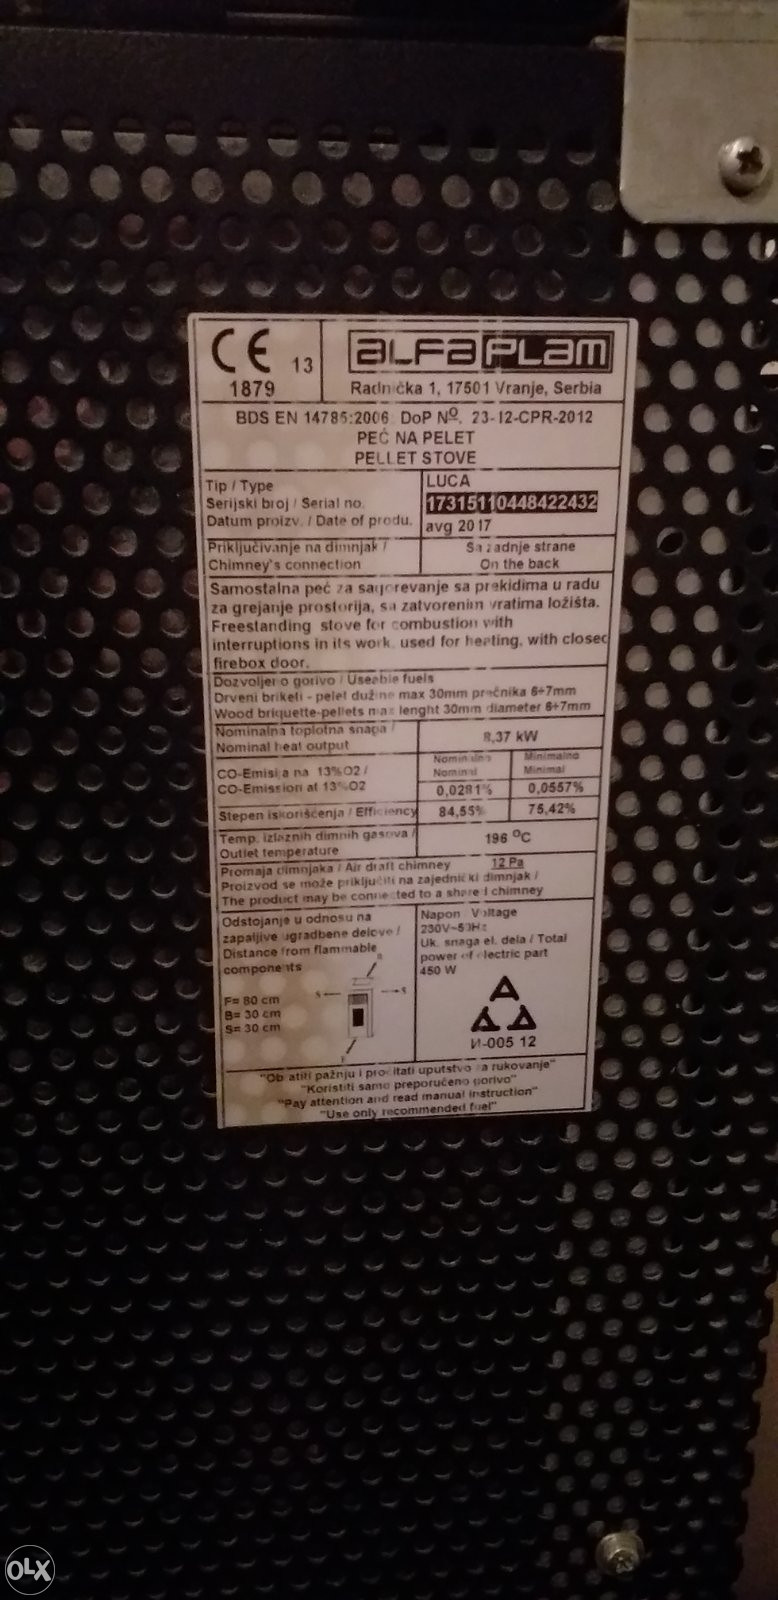 CE 13
1879
ALFA PLAM
Radnička 1, 17501 Vranje, Serbia
BDS EN 14785:2006 DoP Nº. 23-12-CPR-2012
PEĆ NA PELET
PELLET STOVE
Tip / Type LUCA
Serijski broj / Serial no. 17315110448422432
Datum proizv. / Date of produ. avg 2017
Priključivanje na dimnjak / Sa zadnje strane
Chimney's connection On the back
Samostalna peć za sagorevanje sa prekidima u radu
za grejanje prostorija, sa zatvorenim vratima ložišta.
Freestanding stove for combustion with
interruptions in its work, used for heating, with closed
firebox door.
Dozvoljeno gorivo / Useebie fuels
Drveni briketi - pelet dužine max 30mm prečnika 6÷7mm
Wood briquette-pellets max lenght 30mm diameter 6÷7mm
Nominalna toplotna snaga / 8,37 kW
Nominal heat output
Nominalno Minimalno
Nominal Minimal
CO-Emisija na 13%O2 /
CO-Emission at 13%O2 0,0281% 0,0557%
Stepen iskorišćenja / Efficiency 84,55% 75,42%
Temp. izlaznih dimnih gasova / 196 ºC
Outlet temperature
Promaja dimnjaka / Air draft chimney 12 Pa
Proizvod se može priključiti na zajednički dimnjak /
The product may be connected to a shared chimney
Odstojanje u odnosu na
zapaljive ugradbene delove /
Distance from flammable
components
F= 80 cm
B= 30 cm
S= 30 cm
B
S S
F
Napon / Voltage
230V~50Hz
Uk. snaga el. dela / Total
power of electric part
450 W
A
A A
И-005 12
"Obratiti pažnju i pročitati uputstvo za rukovanje"
"Koristiti samo preporučeno gorivo"
"Pay attention and read manual instruction"
"Use only recommended fuel"
OLX